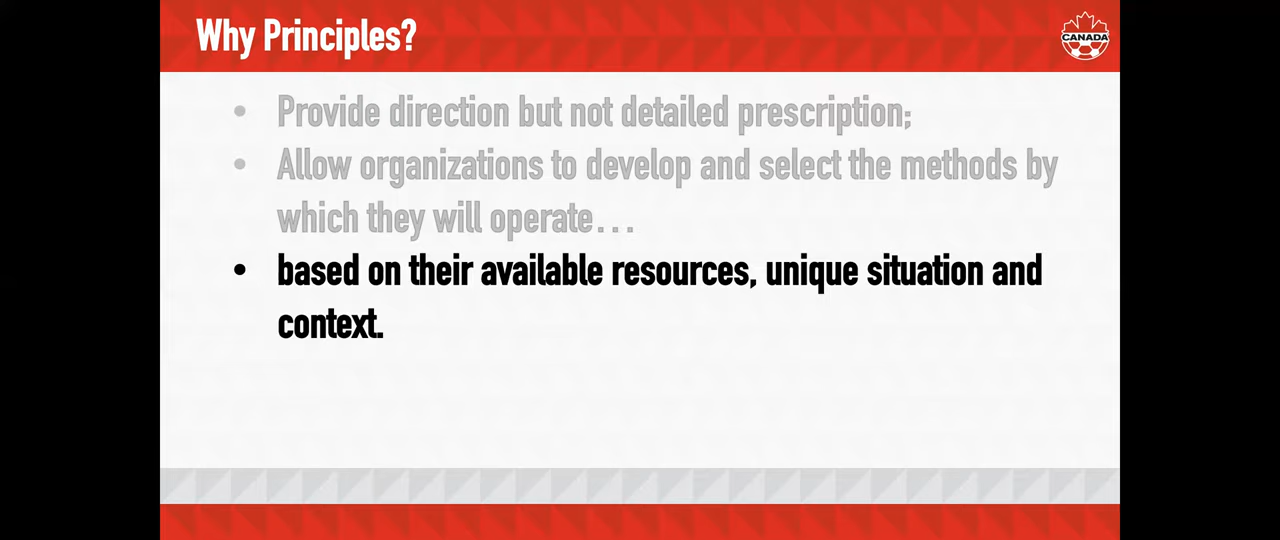 Why Principles?
CANADA
• Provide direction but not detailed prescription;
• Allow organizations to develop and select the methods by
which they will operate...
• based on their available resources, unique situation and
context.